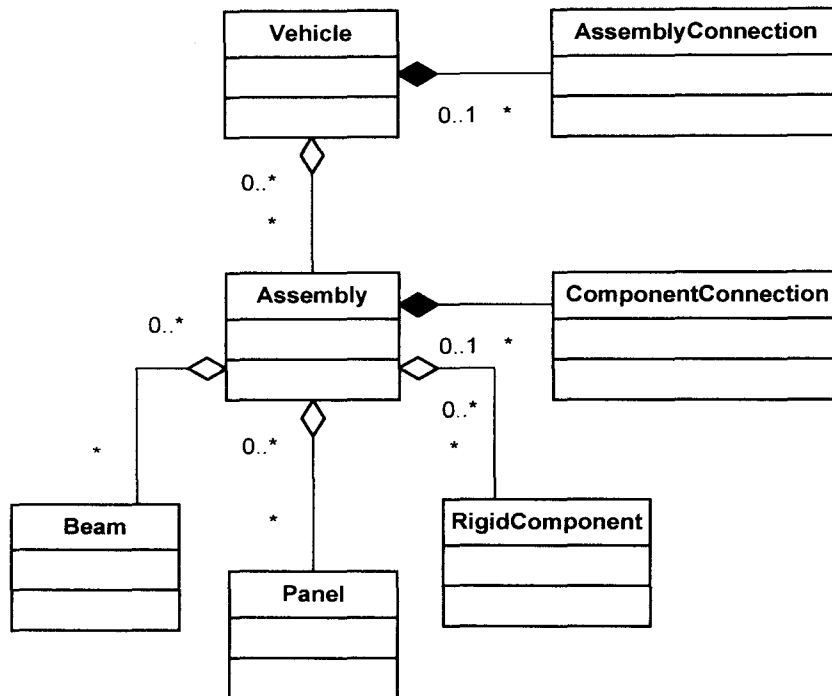 Vehicle
AssemblyConnection
0..1 *
0..*
*
Assembly
ComponentConnection
0..*
0..1 *
0..*
0..*
*
*
*
Beam
RigidComponent
Panel